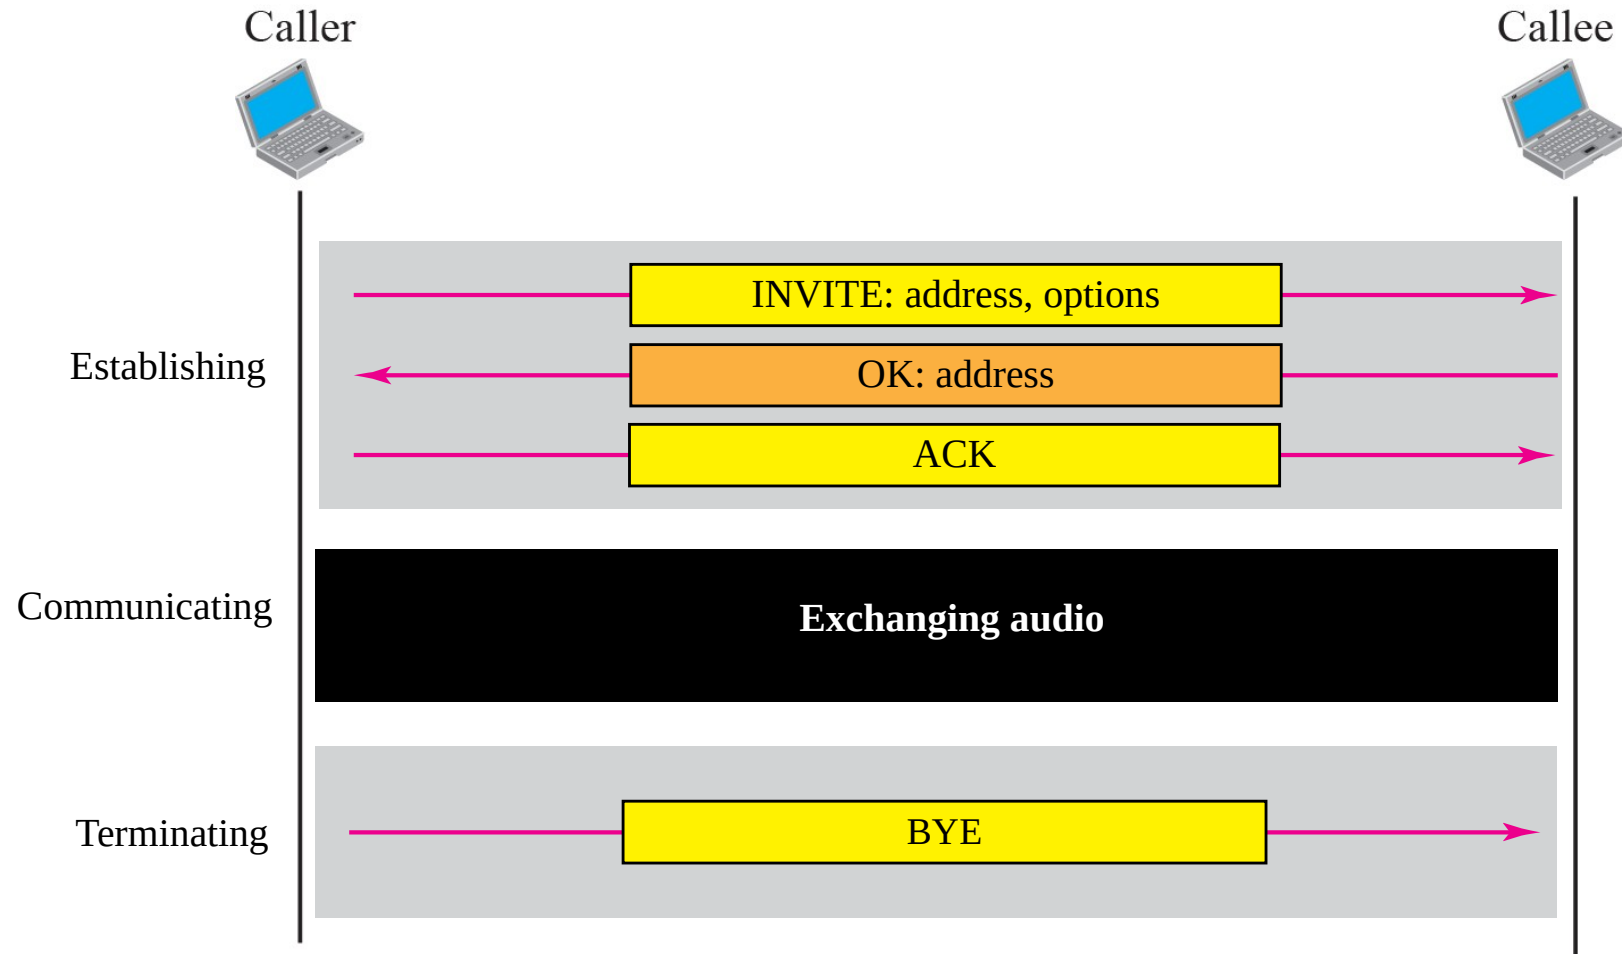 Caller
Callee
INVITE: address, options
Establishing
OK: address
ACK
Communicating
Exchanging audio
Terminating
BYE